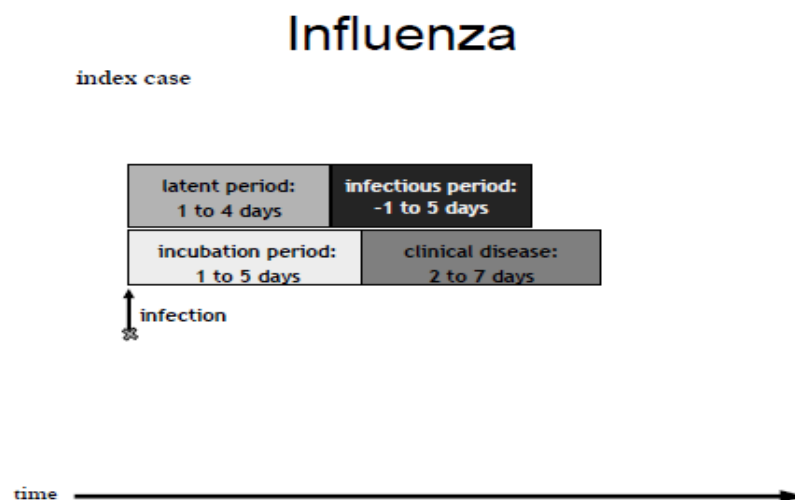 Influenza
index case
latent period:
1 to 4 days
infectious period:
-1 to 5 days
incubation period:
1 to 5 days
clinical disease:
2 to 7 days
infection
time